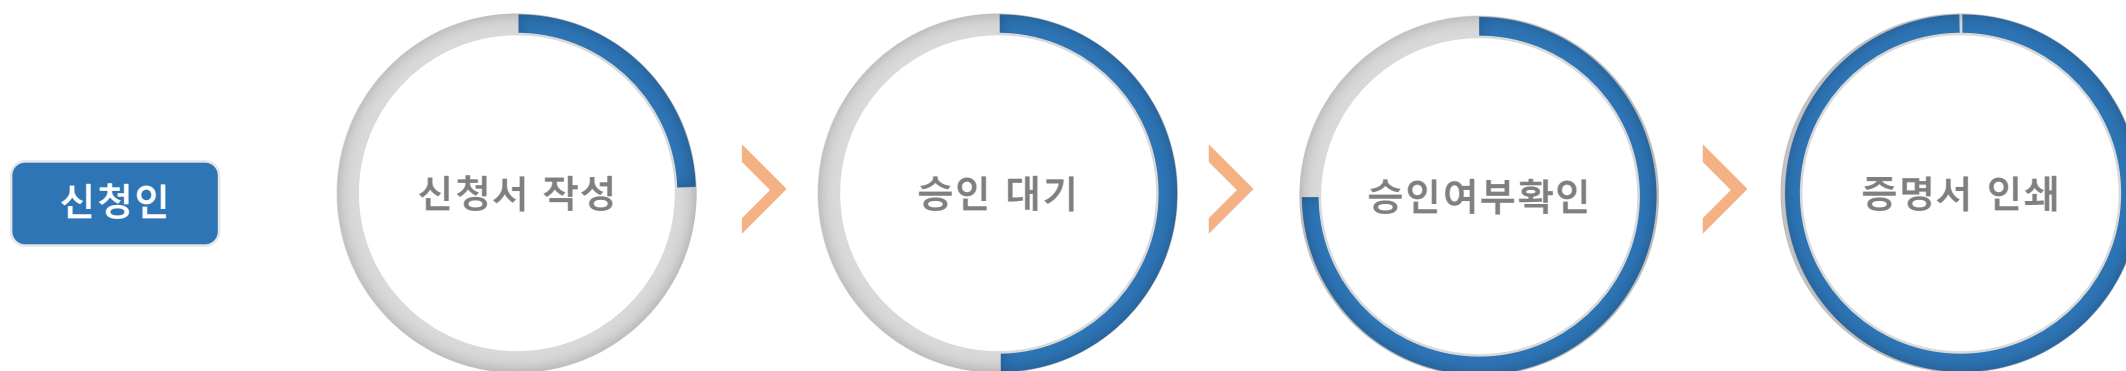 신청인
신청서 작성
승인 대기
승인여부확인
증명서 인쇄